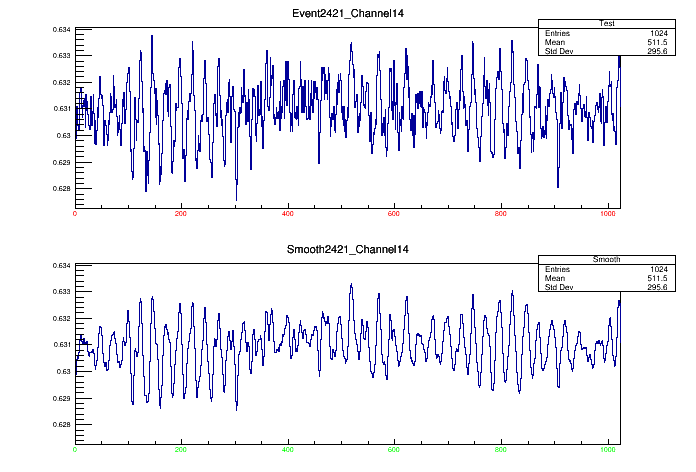 Event2421_Channel14
Test
Entries 1024
Mean 511.5
Std Dev 295.6
0.634
0.633
0.632
0.631
0.63
0.629
0.628
0 200 400 600 800 1000
Smooth2421_Channel14
Smooth
Entries 1024
Mean 511.5
Std Dev 295.6
0.634
0.633
0.632
0.631
0.63
0.629
0.628
0 200 400 600 800 1000